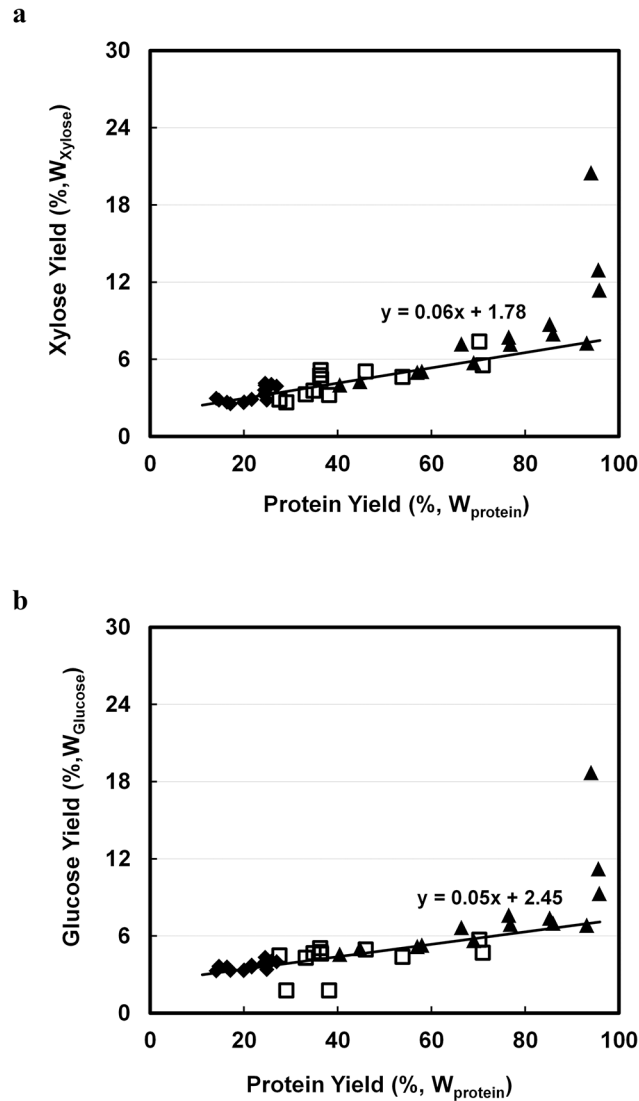 a
30
24
18
12
6
0
Xylose Yield (%,WXylose)
y = 0.06x + 1.78
0 20 40 60 80 100
Protein Yield (%, Wprotein)
b
30
24
18
12
6
0
Glucose Yield (%,WGlucose)
y = 0.05x + 2.45
0 20 40 60 80 100
Protein Yield (%, Wprotein)